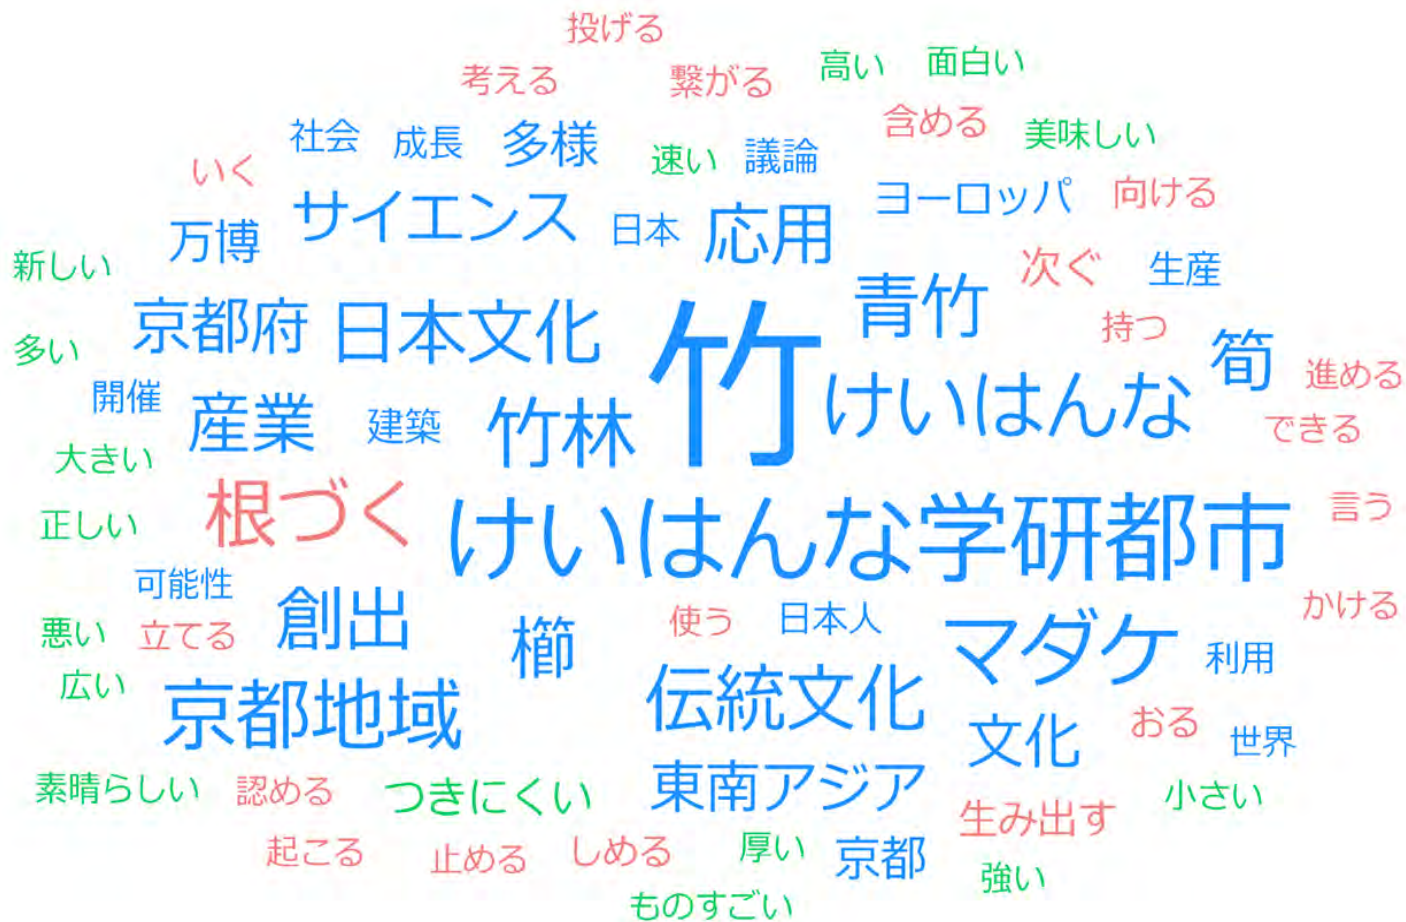 投げる
考える 繋がる 高い 面白い
社会 成長 多様 速い 議論 含める 美味しい
いく サイエンス 日本 応用 ヨーロッパ 向ける
万博
新しい 次ぐ 生産
京都府 日本文化 竹 青竹 持つ 筍
多い 進める
開催 産業 建築 竹林 けいはんな できる
大きい
正しい 根づく けいはんな学研都市 言う
可能性 かける
悪い 立てる 創出 櫛 使う 日本人 マダケ 利用
広い
京都地域 伝統文化 文化 おる 世界
素晴らしい 認める つきにくい 東南アジア 生み出す 小さい
起こる 止める しめる 厚い 京都 強い
ものすごい